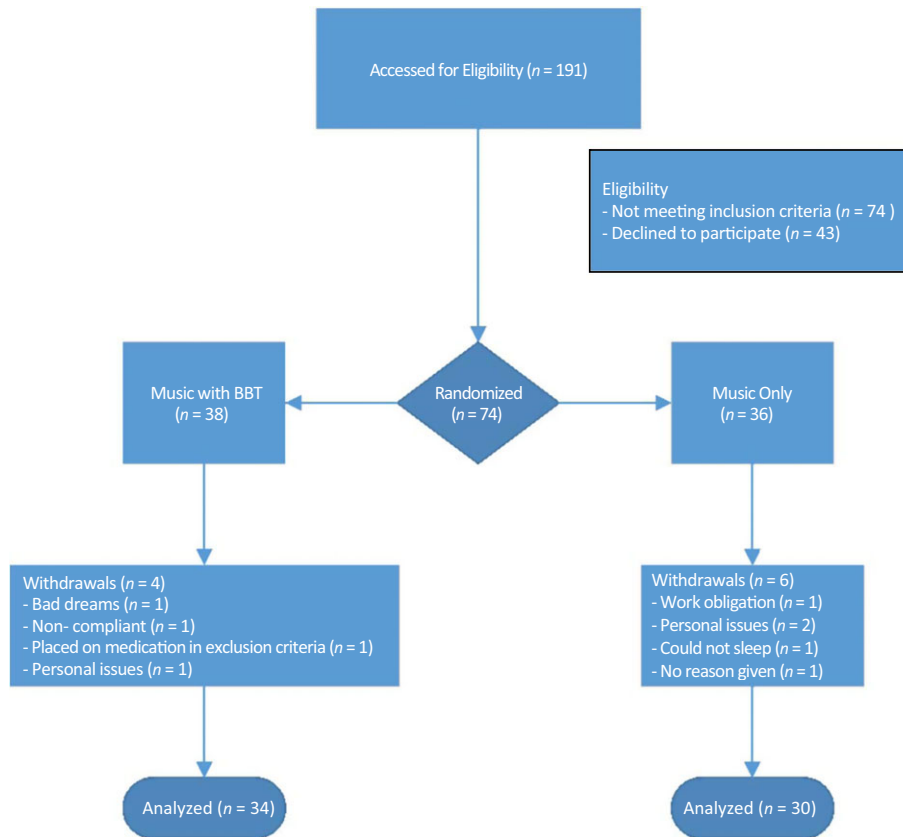 Accessed for Eligibility (n = 191)
Eligibility
- Not meeting inclusion criteria (n = 74 )
- Declined to participate (n = 43)
Music with BBT
(n = 38)
Randomized
(n = 74)
Music Only
(n = 36)
Withdrawals (n = 4)
- Bad dreams (n = 1)
- Non- compliant (n = 1)
- Placed on medication in exclusion criteria (n = 1)
- Personal issues (n = 1)
Withdrawals (n = 6)
- Work obligation (n = 1)
- Personal issues (n = 2)
- Could not sleep (n = 1)
- No reason given (n = 1)
Analyzed (n = 34)
Analyzed (n = 30)